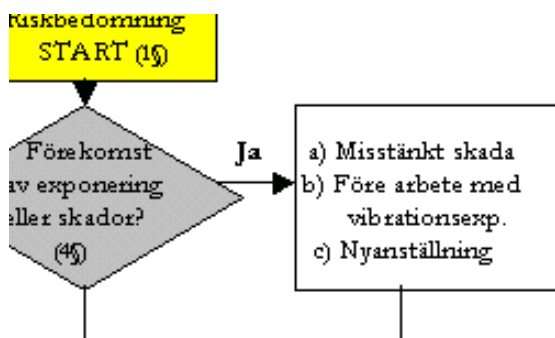 Riskbedömning
START (1§)
Förekomst
av exponering
eller skador?
(4§)
Ja
a) Misstänkt skada
b) Före arbete med
vibrationsexp.
c) Nyanställning